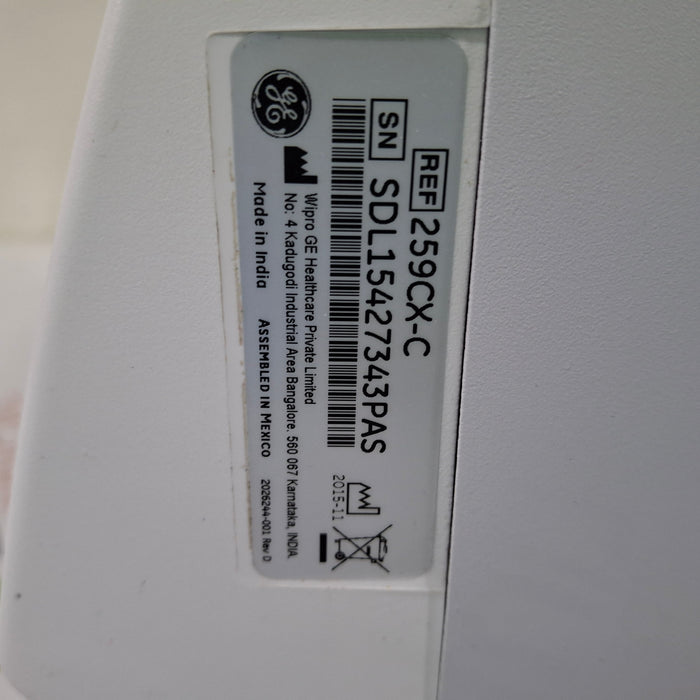 REF 259CX-C
SN SDL15427343PAS
2015-11
GE
Wipro GE Healthcare Private Limited
No: 4 Kadugodi Industrial Area Bangalore. 560 067 Karnataka, INDIA.
Made in India ASSEMBLED IN MEXICO 2026244-001 Rev D